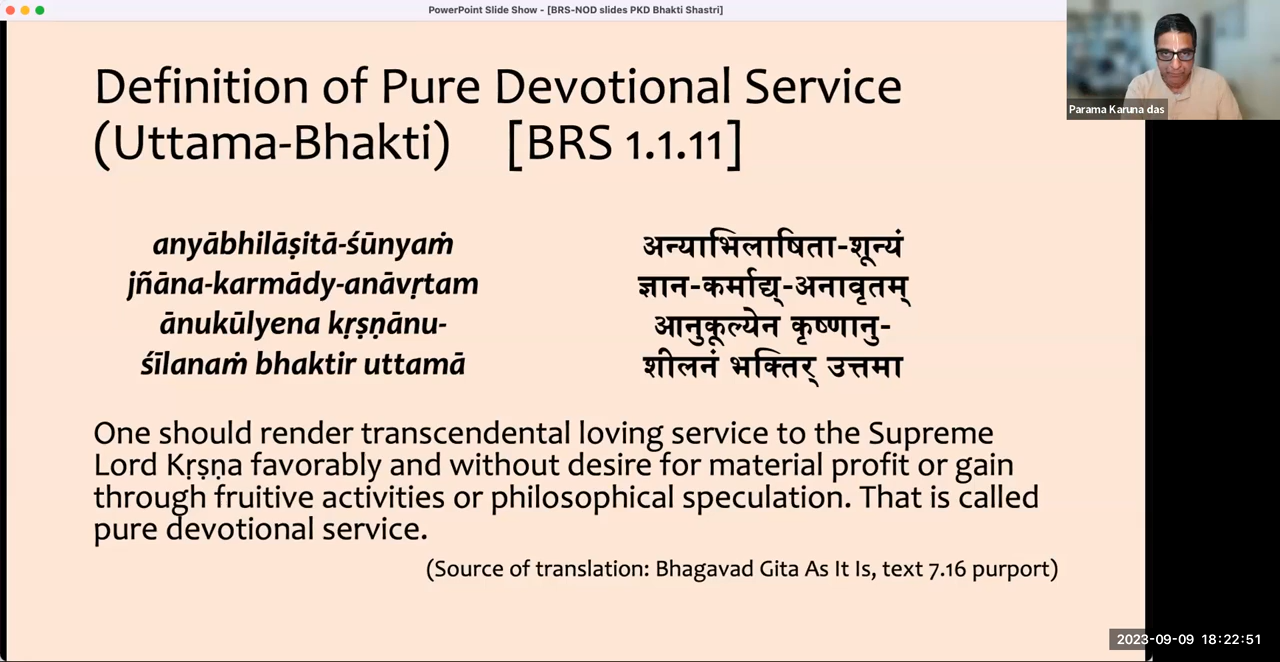 PowerPoint Slide Show - [BRS-NOD slides PKD Bhakti Shastri]
Parama Karuna das
Definition of Pure Devotional Service
(Uttama-Bhakti) [BRS 1.1.11]
anyābhilāṣitā-śūnyaṁ
jñāna-karmādy-anāvṛtam
ānukūlyena kṛṣṇānu-
śīlanaṁ bhaktir uttamā
अन्याभिलाषिता-शून्यं
ज्ञान-कर्माद्य्-अनावृतम्
आनुकूल्येन कृष्णानु-
शीलनं भक्तिर् उत्तमा
One should render transcendental loving service to the Supreme
Lord Kṛṣṇa favorably and without desire for material profit or gain
through fruitive activities or philosophical speculation. That is called
pure devotional service.
(Source of translation: Bhagavad Gita As It Is, text 7.16 purport)
2023-09-09 18:22:51